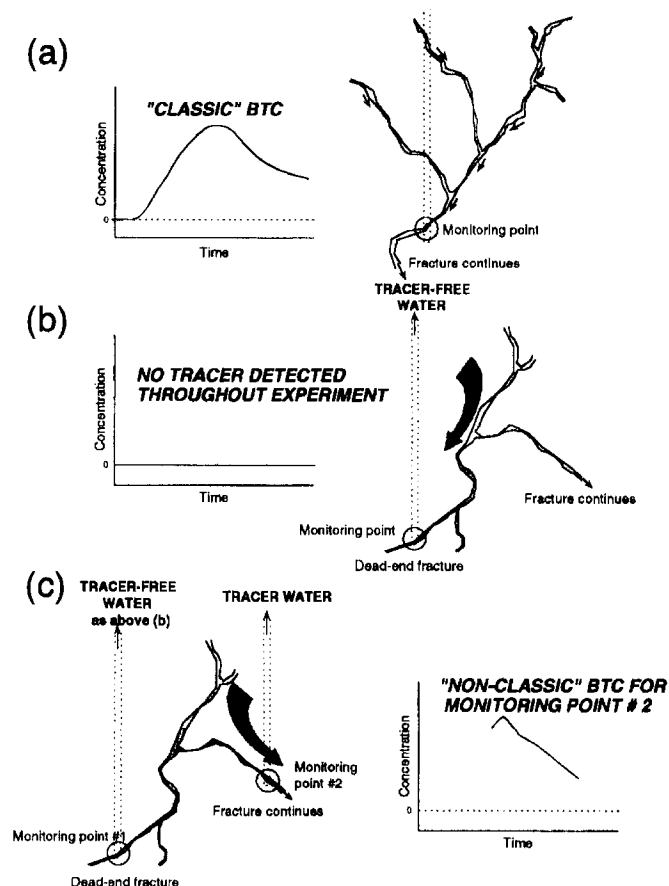 (a)
"CLASSIC" BTC
Concentration
0
Time
Monitoring point
Fracture continues
TRACER-FREE
WATER
(b)
NO TRACER DETECTED
THROUGHOUT EXPERIMENT
Concentration
0
Time
Fracture continues
Monitoring point
Dead-end fracture
(c)
TRACER-FREE
WATER
as above (b)
TRACER WATER
"NON-CLASSIC" BTC FOR
MONITORING POINT # 2
Monitoring
point #2
Fracture continues
Monitoring point #1
Dead-end fracture
Concentration
0
Time